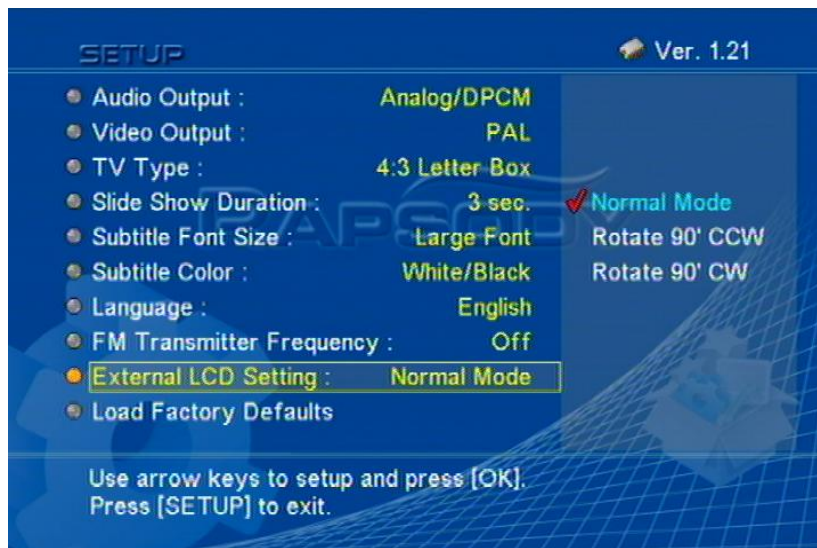 SETUP
Ver. 1.21
Audio Output : Analog/DPCM
Video Output : PAL
TV Type : 4:3 Letter Box
Slide Show Duration : 3 sec.
Subtitle Font Size : Large Font
Subtitle Color : White/Black
Language : English
FM Transmitter Frequency : Off
External LCD Setting : Normal Mode
Load Factory Defaults
Normal Mode
Rotate 90' CCW
Rotate 90' CW
RAPSODY
Use arrow keys to setup and press [OK].
Press [SETUP] to exit.